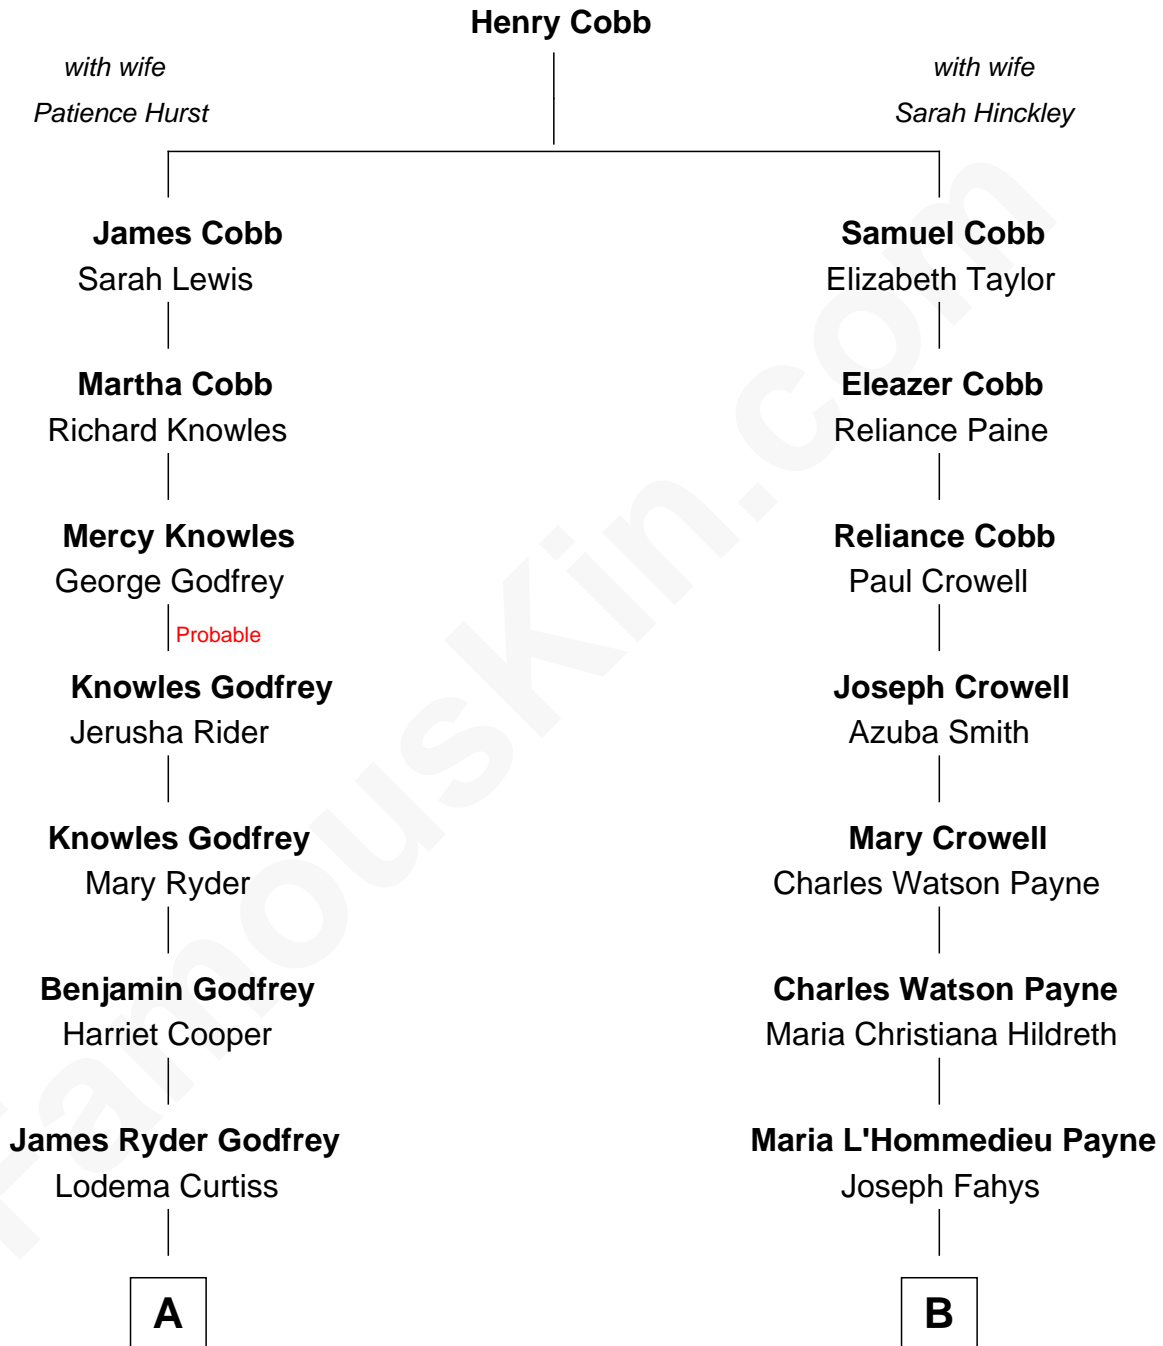 Henry Cobb
with wife
Patience Hurst
with wife
Sarah Hinckley
James Cobb
Sarah Lewis
Samuel Cobb
Elizabeth Taylor
Martha Cobb
Richard Knowles
Eleazer Cobb
Reliance Paine
Mercy Knowles
George Godfrey
Reliance Cobb
Paul Crowell
Probable
Knowles Godfrey
Jerusha Rider
Joseph Crowell
Azuba Smith
Knowles Godfrey
Mary Ryder
Mary Crowell
Charles Watson Payne
Benjamin Godfrey
Harriet Cooper
Charles Watson Payne
Maria Christiana Hildreth
James Ryder Godfrey
Lodema Curtiss
Maria L'Hommedieu Payne
Joseph Fahys
A
B
FamousKin.com